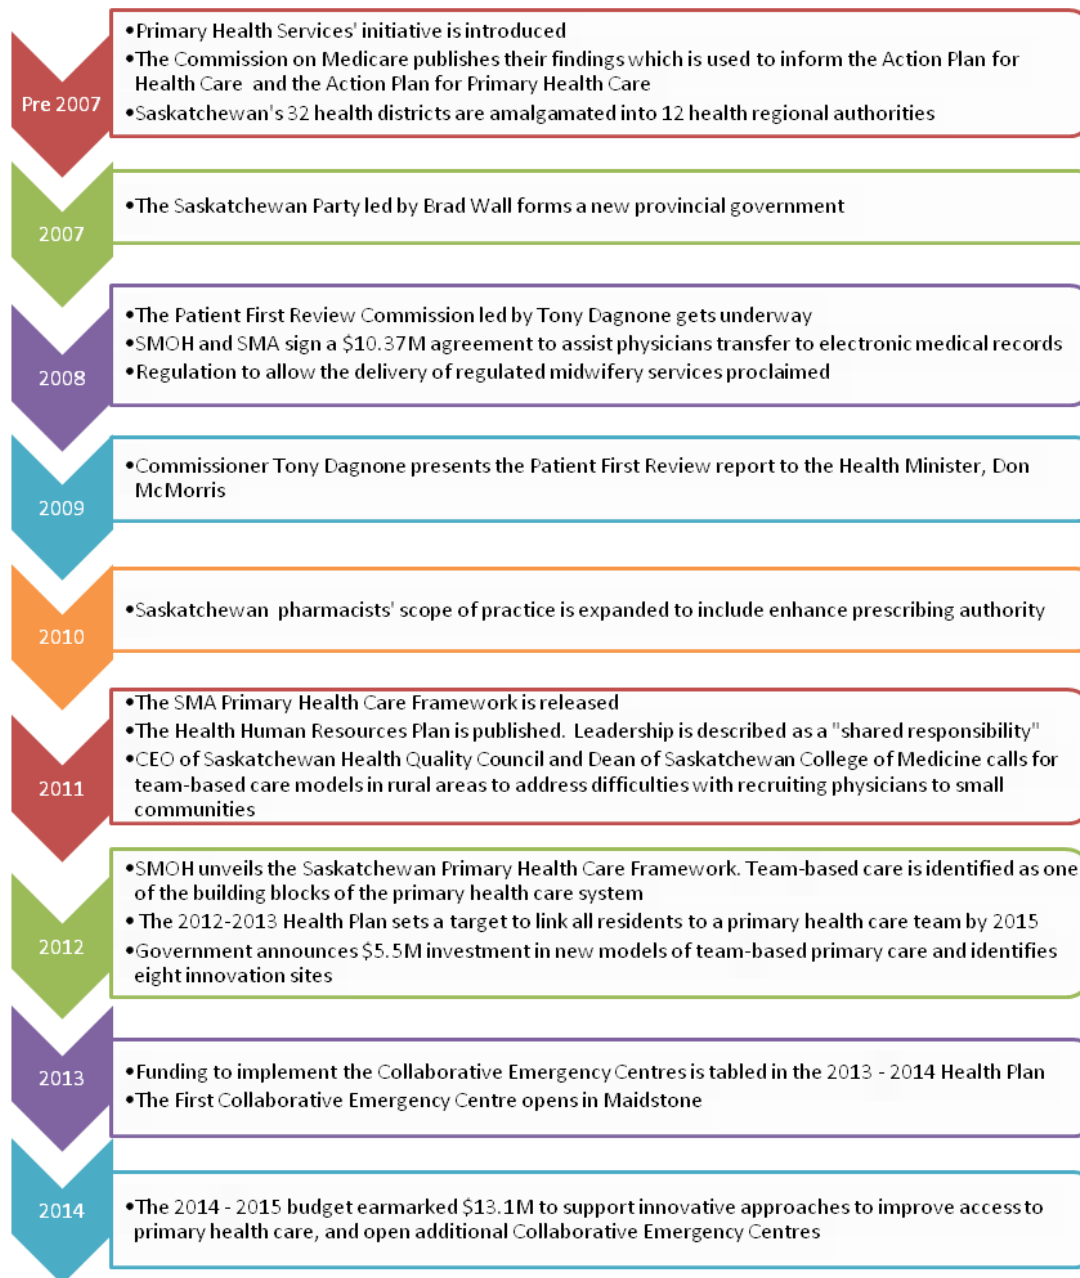 Pre 2007
•Primary Health Services' initiative is introduced
•The Commission on Medicare publishes their findings which is used to inform the Action Plan for
Health Care and the Action Plan for Primary Health Care
•Saskatchewan's 32 health districts are amalgamated into 12 health regional authorities
2007
•The Saskatchewan Party led by Brad Wall forms a new provincial government
2008
•The Patient First Review Commission led by Tony Dagnone gets underway
•SMOH and SMA sign a $10.37M agreement to assist physicians transfer to electronic medical records
•Regulation to allow the delivery of regulated midwifery services proclaimed
2009
•Commissioner Tony Dagnone presents the Patient First Review report to the Health Minister, Don
McMorris
2010
•Saskatchewan pharmacists' scope of practice is expanded to include enhance prescribing authority
2011
•The SMA Primary Health Care Framework is released
•The Health Human Resources Plan is published. Leadership is described as a "shared responsibility"
•CEO of Saskatchewan Health Quality Council and Dean of Saskatchewan College of Medicine calls for
team-based care models in rural areas to address difficulties with recruiting physicians to small
communities
2012
•SMOH unveils the Saskatchewan Primary Health Care Framework. Team-based care is identified as one
of the building blocks of the primary health care system
• The 2012-2013 Health Plan sets a target to link all residents to a primary health care team by 2015
•Government announces $5.5M investment in new models of team-based primary care and identifies
eight innovation sites
2013
•Funding to implement the Collaborative Emergency Centres is tabled in the 2013 - 2014 Health Plan
•The First Collaborative Emergency Centre opens in Maidstone
2014
•The 2014 - 2015 budget earmarked $13.1M to support innovative approaches to improve access to
primary health care, and open additional Collaborative Emergency Centres